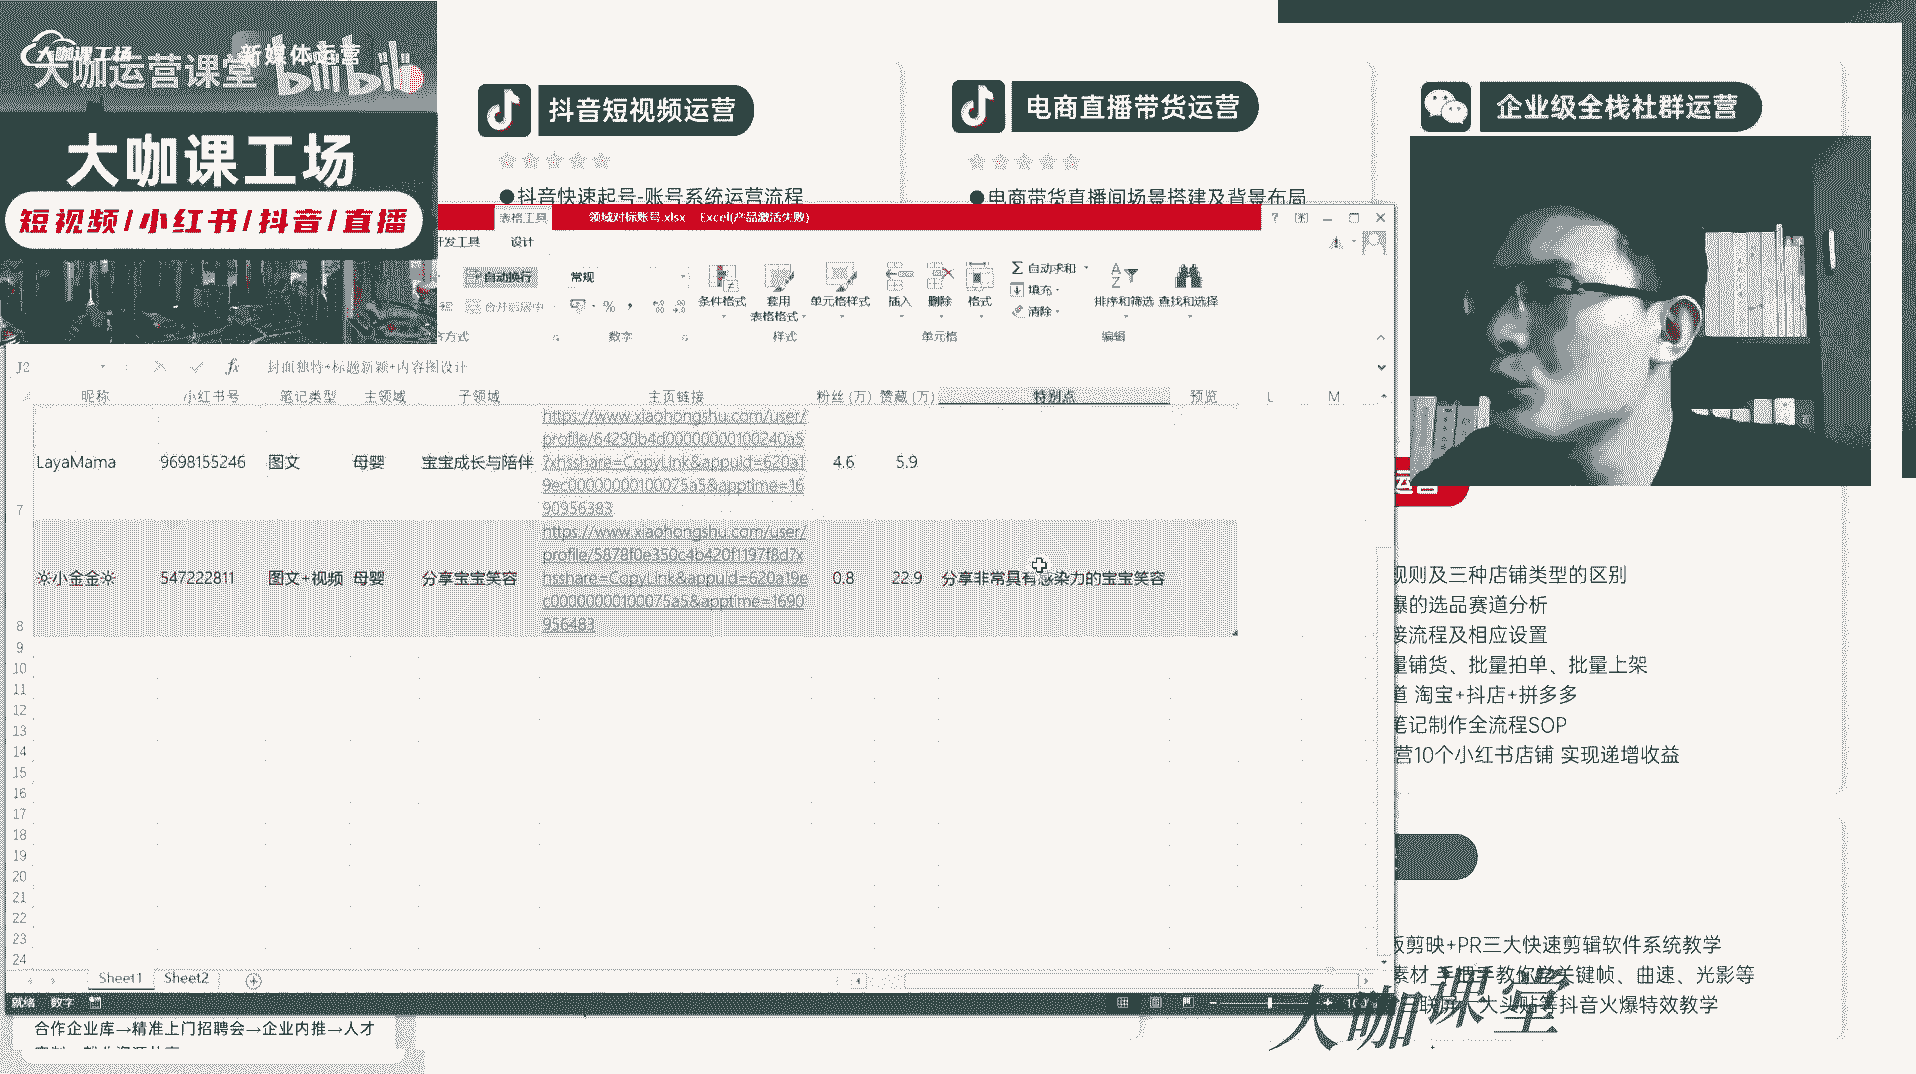 大咖课工场
新媒体运营
大咖运营课堂
bilibili
大咖课工场
短视频/小红书/抖音/直播
抖音短视频运营
●抖音快速起号-账号系统运营流程
电商直播带货运营
●电商带货直播间场景搭建及背景布局
企业级全栈社群运营
表格工具
领域对标账号.xlsx - Excel(产品激活失败)
开发工具
设计
自动换行
常规
合并后居中
条件格式
套用
表格格式
单元格样式
插入
删除
格式
自动求和
填充
清除
排序和筛选
查找和选择
方式
数字
样式
单元格
编辑
J2
fx
封面独特+标题新颖+内容图设计
昵称 小红书号 笔记类型 主领域 子领域 主页链接 粉丝 (万) 赞藏 (万) 特别点 预览 L M
LayaMama 9698155246 图文 母婴 宝宝成长与陪伴
https://www.xiaohongshu.com/user/
profile/64290b4d00000000100240a5
?xhsshare=CopyLink&appuid=620a1
9ec00000000100075a5&apptime=16
90956383
4.6 5.9
7
☼小金金☼ 547222811 图文+视频 母婴 分享宝宝笑容
https://www.xiaohongshu.com/user/
profile/5878f0e350c4b420f1197f8d?x
hsshare=CopyLink&appuid=620a19e
c00000000100075a5&apptime=1690
956483
0.8 22.9 分享非常具有感染力的宝宝笑容
8
9
10
11
12
13
14
15
16
17
18
19
20
21
22
23
24
Sheet1 Sheet2
就绪 数字
运营
规则及三种店铺类型的区别
爆的选品赛道分析
接流程及相应设置
量铺货、批量拍单、批量上架
道 淘宝+抖店+拼多多
笔记制作全流程SOP
营10个小红书店铺 实现递增收益
版剪映+PR三大快速剪辑软件系统教学
素材 手把手教你做关键帧、曲速、光影等
三联屏、大头贴等抖音火爆特效教学
大咖课堂
合作企业库→精准上门招聘会→企业内推→人才